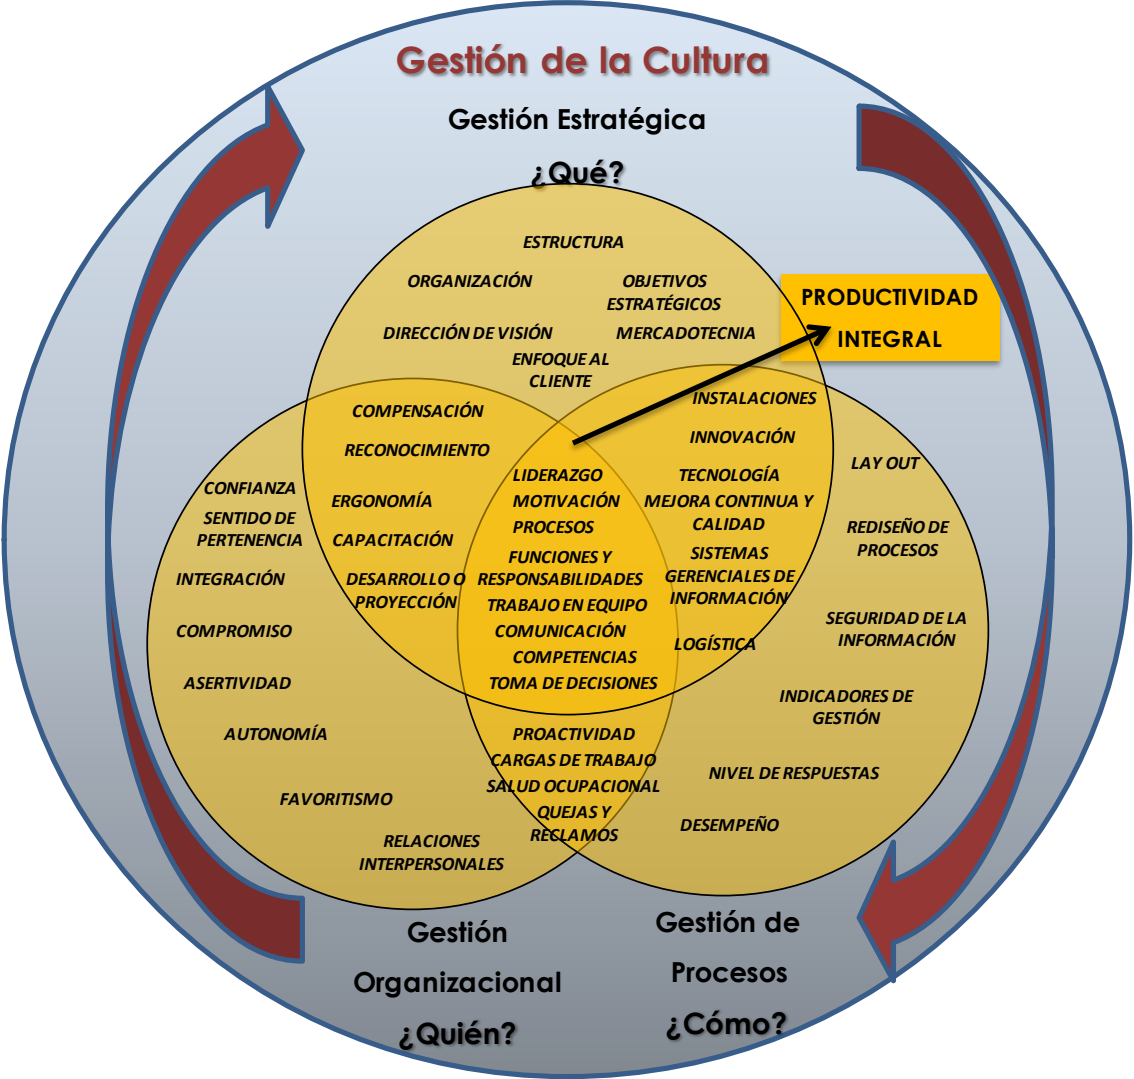 Gestión de la Cultura
Gestión Estratégica
¿Qué?
ESTRUCTURA
ORGANIZACIÓN
OBJETIVOS
ESTRATÉGICOS
DIRECCIÓN DE VISIÓN
MERCADOTECNIA
ENFOQUE AL
CLIENTE
PRODUCTIVIDAD
INTEGRAL
COMPENSACIÓN
RECONOCIMIENTO
ERGONOMÍA
CAPACITACIÓN
DESARROLLO O
PROYECCIÓN
INSTALACIONES
INNOVACIÓN
TECNOLOGÍA
MEJORA CONTINUA Y
CALIDAD
SISTEMAS
GERENCIALES DE
INFORMACIÓN
LOGÍSTICA
LIDERAZGO
MOTIVACIÓN
PROCESOS
FUNCIONES Y
RESPONSABILIDADES
TRABAJO EN EQUIPO
COMUNICACIÓN
COMPETENCIAS
TOMA DE DECISIONES
CONFIANZA
SENTIDO DE
PERTENENCIA
INTEGRACIÓN
COMPROMISO
ASERTIVIDAD
AUTONOMÍA
FAVORITISMO
RELACIONES
INTERPERSONALES
PROACTIVIDAD
CARGAS DE TRABAJO
SALUD OCUPACIONAL
QUEJAS Y
RECLAMOS
LAY OUT
REDISEÑO DE
PROCESOS
SEGURIDAD DE LA
INFORMACIÓN
INDICADORES DE
GESTIÓN
NIVEL DE RESPUESTAS
DESEMPEÑO
Gestión
Organizacional
¿Quién?
Gestión de
Procesos
¿Cómo?